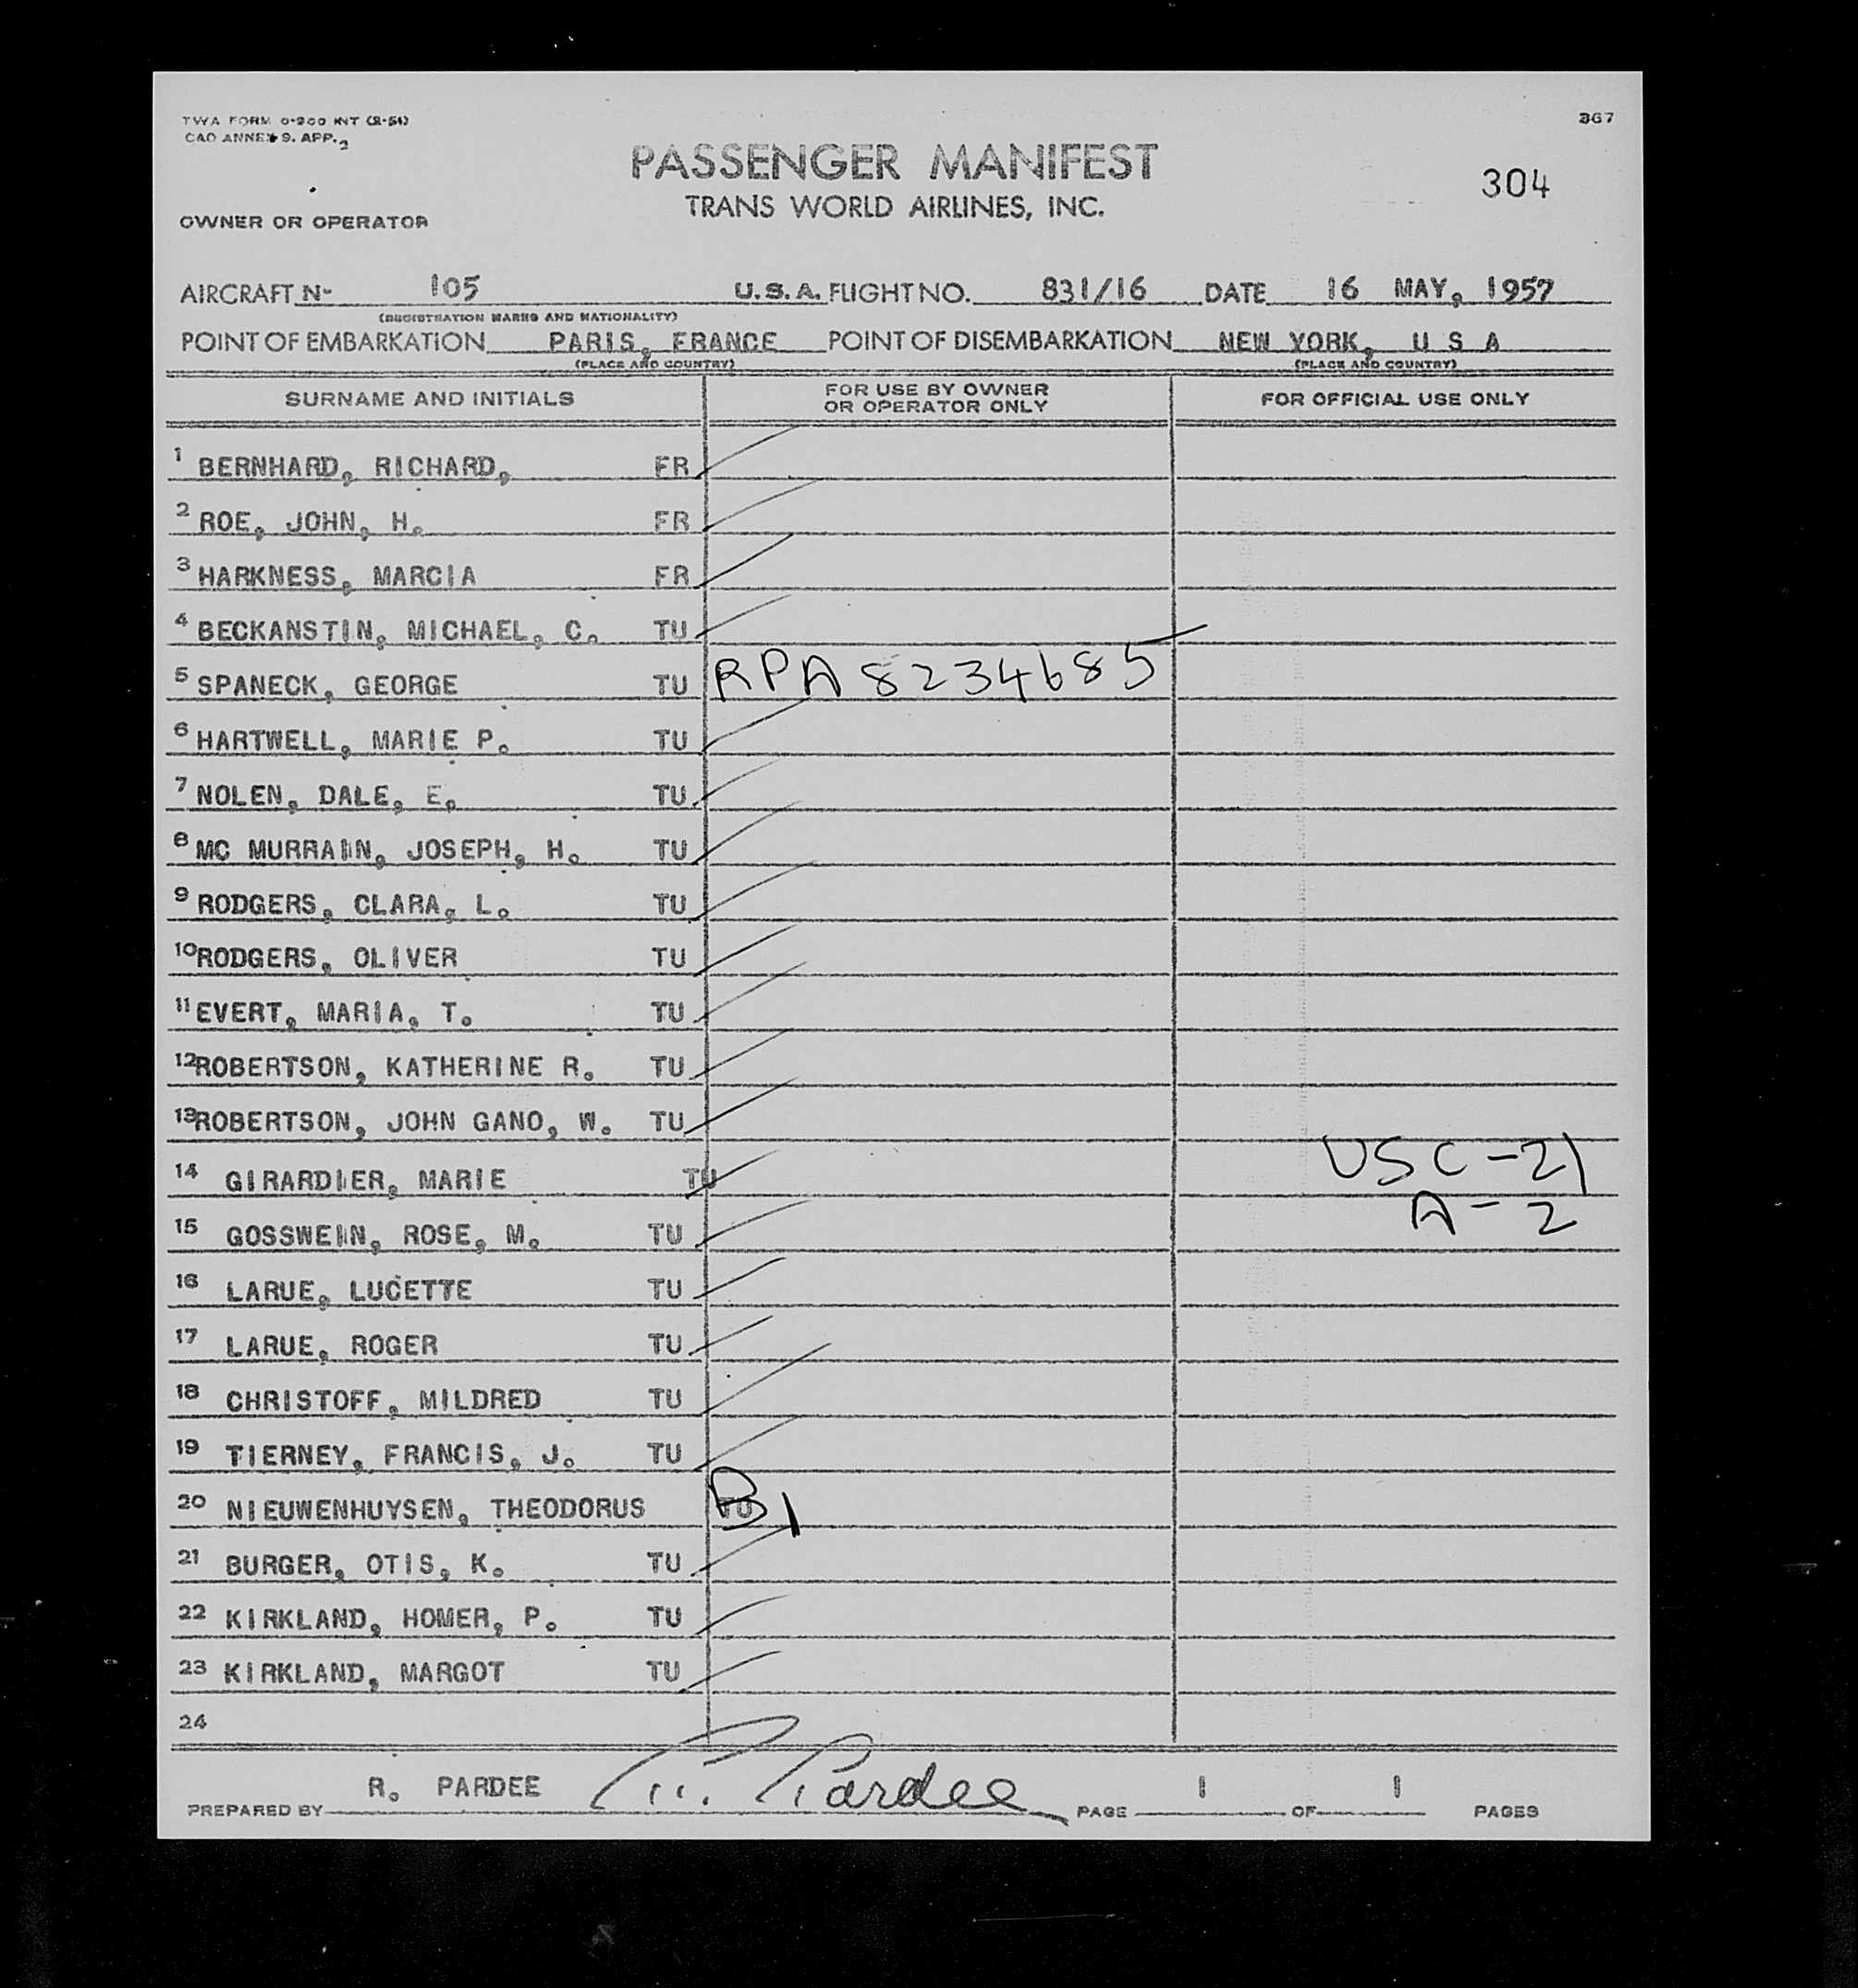 TWA FORM 0-200 INT (2-51)
CAO ANNEX 9. APP. 2
367
PASSENGER MANIFEST
304
TRANS WORLD AIRLINES, INC.
OWNER OR OPERATOR
AIRCRAFT N- 105 U.S.A. FLIGHT NO. 831/16 DATE 16 MAY, 1957
(REGISTRATION MARKS AND NATIONALITY)
POINT OF EMBARKATION PARIS, FRANCE POINT OF DISEMBARKATION NEW YORK, U S A
(PLACE AND COUNTRY) (PLACE AND COUNTRY)
SURNAME AND INITIALS FOR USE BY OWNER OR OPERATOR ONLY FOR OFFICIAL USE ONLY
1 BERNHARD, RICHARD, FR
2 ROE, JOHN, H. FR
3 HARKNESS, MARCIA FR
4 BECKANSTIN, MICHAEL, C. TU
5 SPANECK, GEORGE TU RPA 8234685
6 HARTWELL, MARIE P. TU
7 NOLEN, DALE, E. TU
8 MC MURRAIN, JOSEPH, H. TU
9 RODGERS, CLARA, L. TU
10 RODGERS, OLIVER TU
11 EVERT, MARIA, T. TU
12 ROBERTSON, KATHERINE R. TU
13 ROBERTSON, JOHN GANO, W. TU
14 GIRARDIER, MARIE TU USC-21
15 GOSSWEIN, ROSE, M. TU A-2
16 LARUE, LUCETTE TU
17 LARUE, ROGER TU
18 CHRISTOFF, MILDRED TU
19 TIERNEY, FRANCIS, J. TU
20 NIEUWENHUYSEN, THEODORUS TU B1
21 BURGER, OTIS, K. TU
22 KIRKLAND, HOMER, P. TU
23 KIRKLAND, MARGOT TU
24
PREPARED BY R. PARDEE R. Pardee PAGE 1 OF 1 PAGES